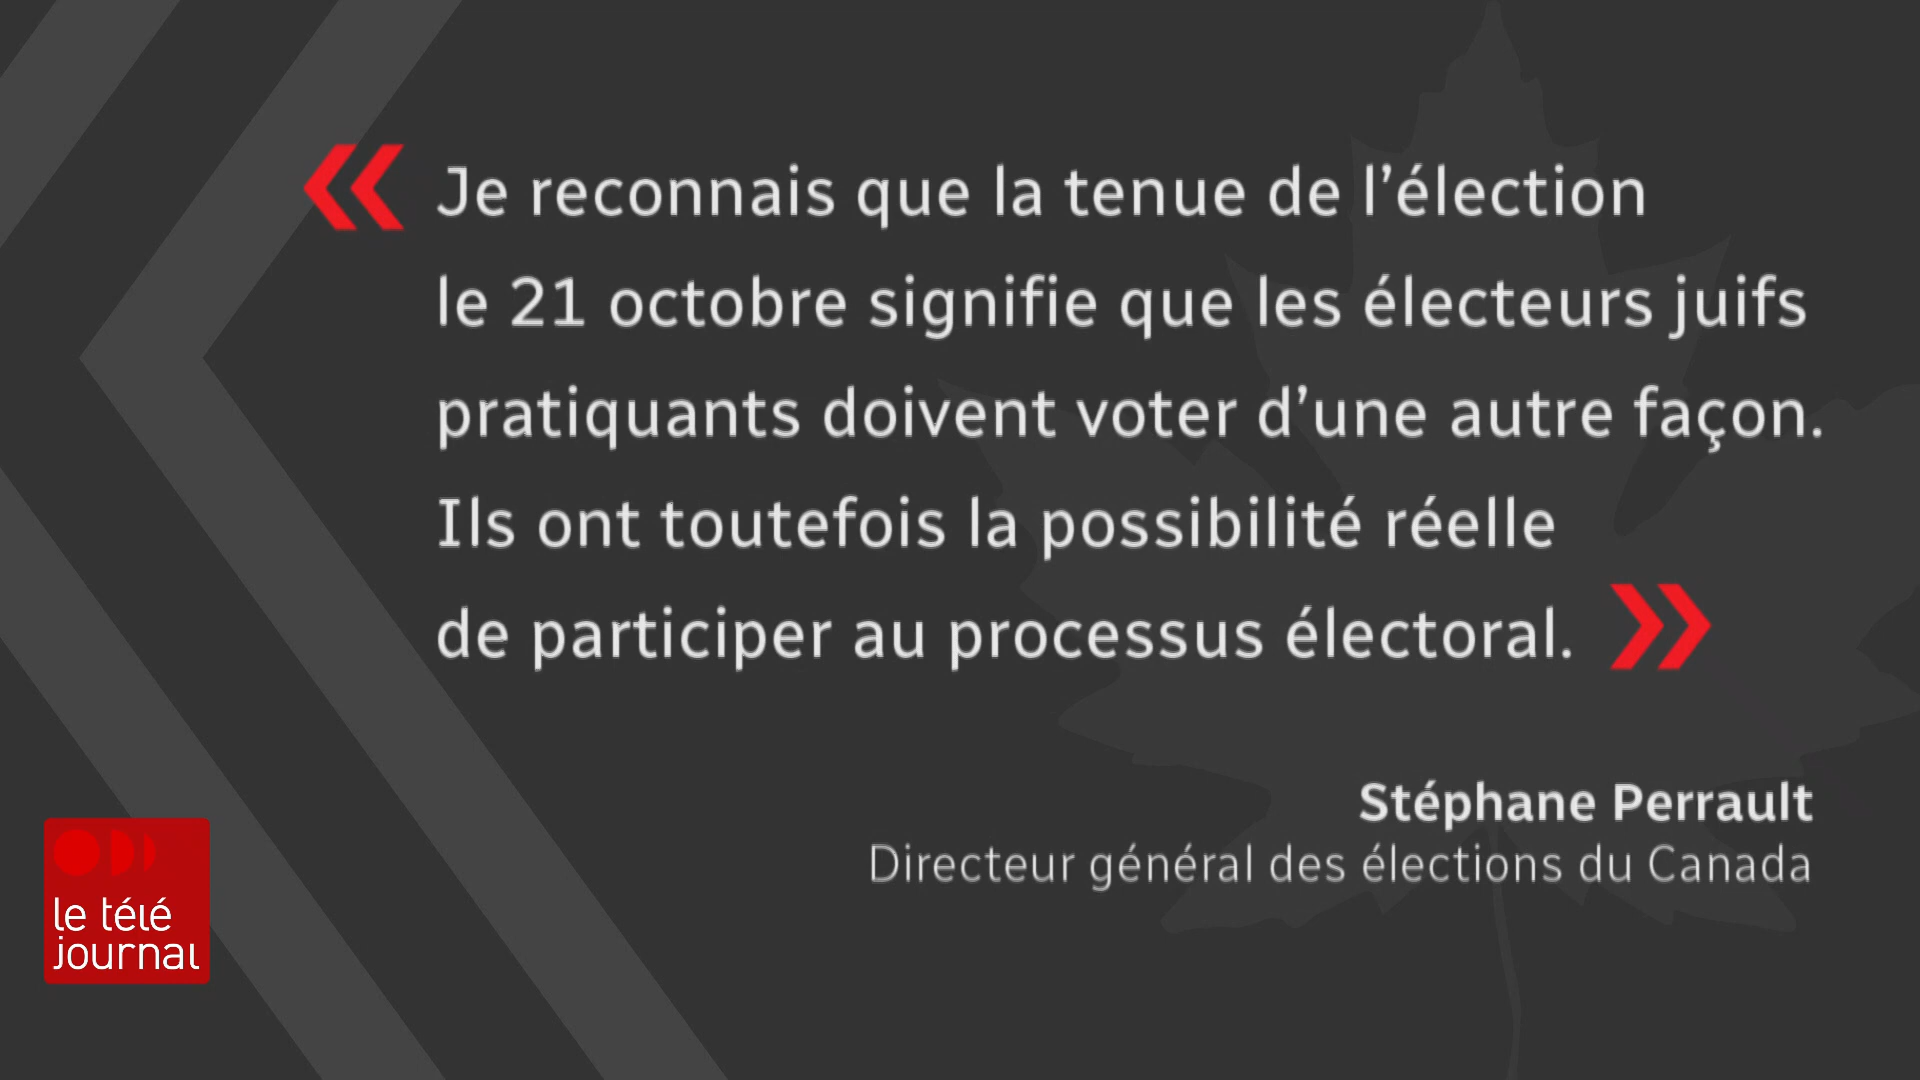 « Je reconnais que la tenue de l’élection
le 21 octobre signifie que les électeurs juifs
pratiquants doivent voter d’une autre façon.
Ils ont toutefois la possibilité réelle
de participer au processus électoral. »
Stéphane Perrault
Directeur général des élections du Canada
le télé
journal